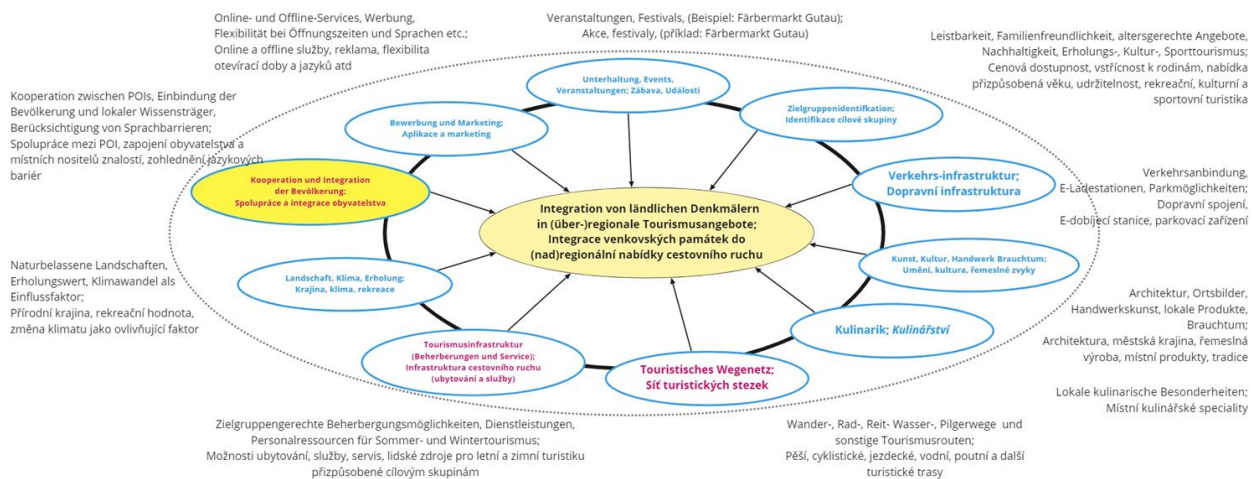 Online- und Offline-Services, Werbung,
Flexibilität bei Öffnungszeiten und Sprachen etc.;
Online a offline služby, reklama, flexibilita
otevírací doby a jazyků atd
Veranstaltungen, Festivals, (Beispiel: Färbermarkt Gutau);
Akce, festivaly, (příklad: Färbermarkt Gutau)
Leistbarkeit, Familienfreundlichkeit, altersgerechte Angebote,
Nachhaltigkeit, Erholungs-, Kultur-, Sporttourismus;
Cenová dostupnost, vstřícnost k rodinám, nabídka
přizpůsobená věku, udržitelnost, rekreační, kulturní a
sportovní turistika
Kooperation zwischen POIs, Einbindung der
Bevölkerung und lokaler Wissensträger,
Berücksichtigung von Sprachbarrieren;
Spolupráce mezi POI, zapojení obyvatelstva a
místních nositelů znalostí, zohlednění jazykových
bariér
Unterhaltung, Events,
Veranstaltungen; Zábava, Události
Bewerbung und Marketing;
Aplikace a marketing
Zielgruppenidentifkation;
Identifikace cílové skupiny
Kooperation und Integration
der Bevölkerung;
Spolupráce a integrace obyvatelstva
Verkehrs-infrastruktur;
Dopravní infrastruktura
Verkehrsanbindung,
E-Ladestationen, Parkmöglichkeiten;
Dopravní spojení,
E-dobíjecí stanice, parkovací zařízení
Integration von ländlichen Denkmälern
in (über-)regionale Tourismusangebote;
Integrace venkovských památek do
(nad)regionální nabídky cestovního ruchu
Naturbelassene Landschaften,
Erholungswert, Klimawandel als
Einflussfaktor;
Přírodní krajina, rekreační hodnota,
změna klimatu jako ovlivňující faktor
Landschaft, Klima, Erholung;
Krajina, klima, rekreace
Kunst, Kultur, Handwerk Brauchtum;
Umění, kultura, řemeslné zvyky
Architektur, Ortsbilder,
Handwerkskunst, lokale Produkte,
Brauchtum;
Architektura, městská krajina, řemeslná
výroba, místní produkty, tradice
Tourismusinfrastruktur
(Beherberungen und Service);
Infrastruktura cestovního ruchu
(ubytování a služby)
Touristisches Wegenetz;
Síť turistických stezek
Kulinarik; Kulinářství
Lokale kulinarische Besonderheiten;
Místní kulinářské speciality
Zielgruppengerechte Beherbergungsmöglichkeiten, Dienstleistungen,
Personalressourcen für Sommer- und Wintertourismus;
Možnosti ubytování, služby, servis, lidské zdroje pro letní a zimní turistiku
přizpůsobené cílovým skupinám
Wander-, Rad-, Reit- Wasser-, Pilgerwege und
sonstige Tourismusrouten;
Pěší, cyklistické, jezdecké, vodní, poutní a další
turistické trasy